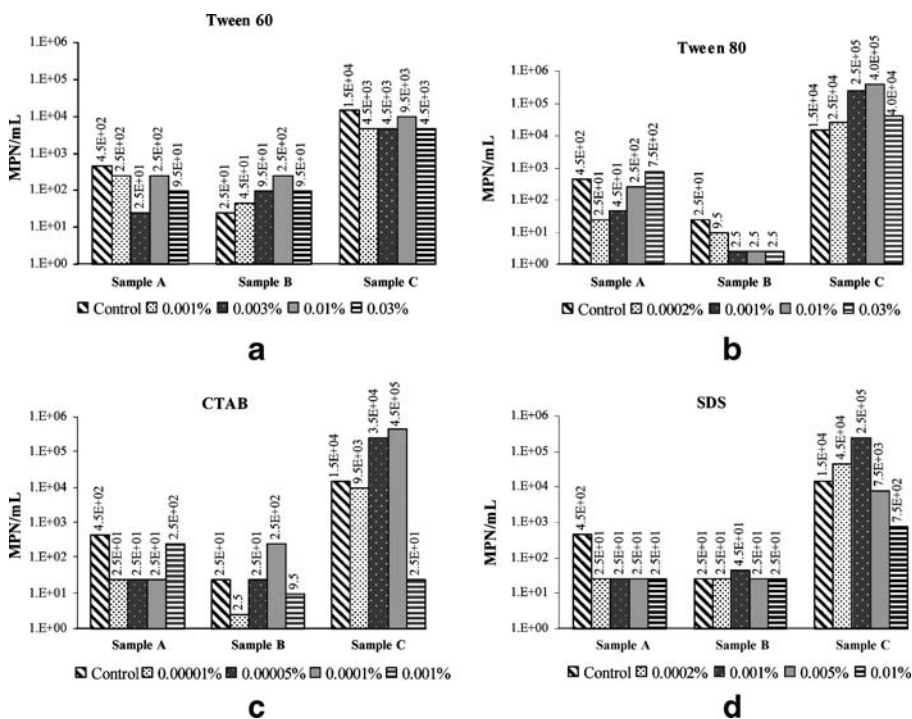 Tween 60
MPN/mL
1.E+06
1.E+05
1.E+04
1.E+03
1.E+02
1.E+01
1.E+00
4.5E+02
2.5E+02
2.5E+01
2.5E+02
9.5E+01
2.5E+01
4.5E+01
9.5E+01
2.5E+02
9.5E+01
1.5E+04
4.5E+03
4.5E+03
9.5E+03
4.5E+03
Sample A Sample B Sample C
Control 0.001% 0.003% 0.01% 0.03%
a
Tween 80
MPN/mL
1.E+06
1.E+05
1.E+04
1.E+03
1.E+02
1.E+01
1.E+00
4.5E+02
2.5E+01
4.5E+01
2.5E+02
7.5E+02
2.5E+01
9.5
2.5
2.5
2.5
1.5E+04
2.5E+04
2.5E+05
4.0E+05
4.0E+04
Sample A Sample B Sample C
Control 0.0002% 0.001% 0.01% 0.03%
b
CTAB
MPN/mL
1.E+06
1.E+05
1.E+04
1.E+03
1.E+02
1.E+01
1.E+00
4.5E+02
2.5E+01
2.5E+01
2.5E+01
2.5E+02
2.5E+01
2.5
2.5E+01
2.5E+02
9.5
1.5E+04
9.5E+03
3.5E+04
4.5E+05
2.5E+01
Sample A Sample B Sample C
Control 0.00001% 0.00005% 0.0001% 0.001%
c
SDS
MPN/mL
1.E+06
1.E+05
1.E+04
1.E+03
1.E+02
1.E+01
1.E+00
4.5E+02
2.5E+01
2.5E+01
2.5E+01
2.5E+01
2.5E+01
2.5E+01
4.5E+01
2.5E+01
2.5E+01
1.5E+04
4.5E+04
2.5E+05
7.5E+03
7.5E+02
Sample A Sample B Sample C
Control 0.0002% 0.001% 0.005% 0.01%
d